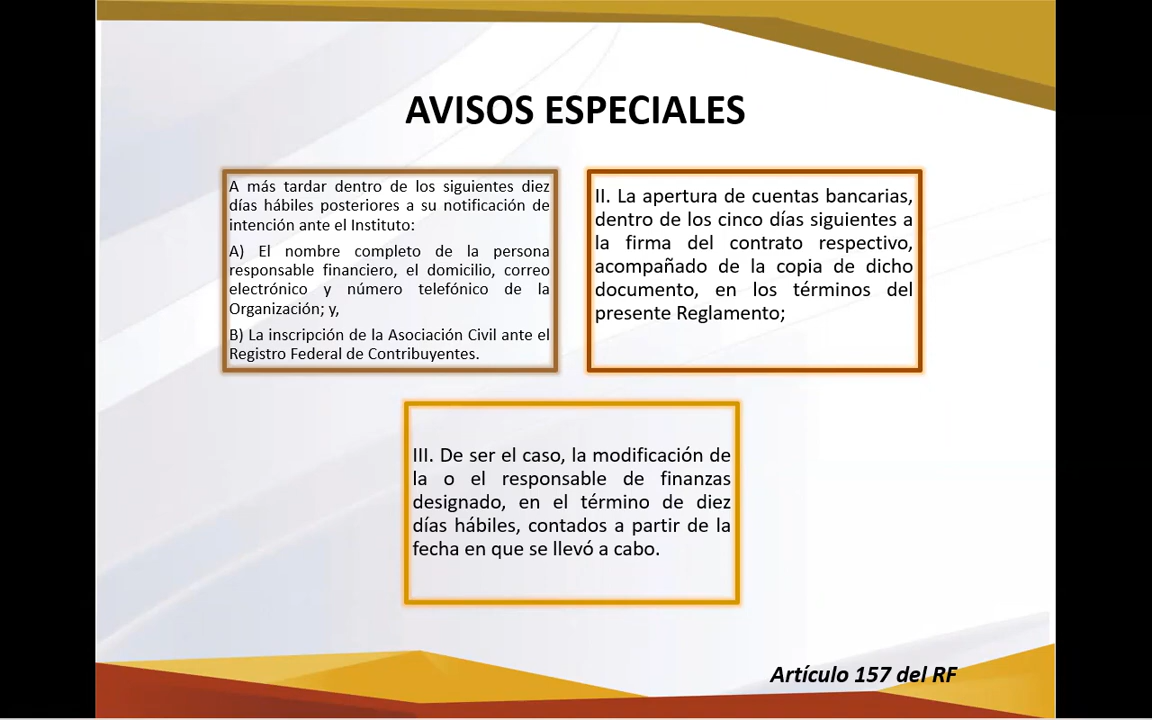 AVISOS ESPECIALES
A más tardar dentro de los siguientes diez
días hábiles posteriores a su notificación de
intención ante el Instituto:
A) El nombre completo de la persona
responsable financiero, el domicilio, correo
electrónico y número telefónico de la
Organización; y,
B) La inscripción de la Asociación Civil ante el
Registro Federal de Contribuyentes.
II. La apertura de cuentas bancarias,
dentro de los cinco días siguientes a
la firma del contrato respectivo,
acompañado de la copia de dicho
documento, en los términos del
presente Reglamento;
III. De ser el caso, la modificación de
la o el responsable de finanzas
designado, en el término de diez
días hábiles, contados a partir de la
fecha en que se llevó a cabo.
Artículo 157 del RF